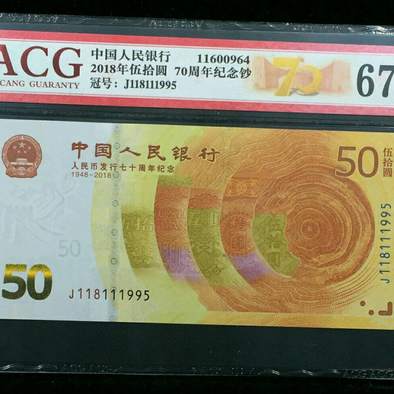 ACG
CANG GUARANTY
中国人民银行 11600964
2018年伍拾圆 70周年纪念钞
冠号: J118111995
70
67
中国人民银行
人民币发行七十周年纪念
1948-2018
50
伍拾圆
50
50
J118111995
J118111995